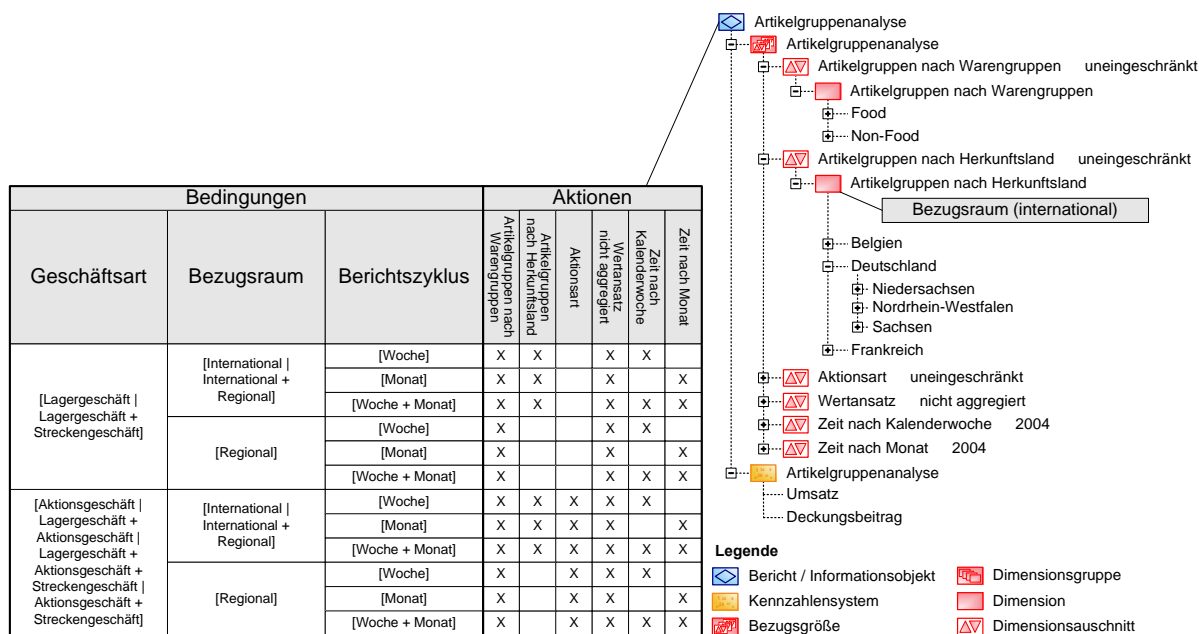 Artikelgruppenanalyse
Artikelgruppenanalyse
Artikelgruppen nach Warengruppen uneingeschränkt
Artikelgruppen nach Warengruppen
Food
Non-Food
Artikelgruppen nach Herkunftsland uneingeschränkt
Artikelgruppen nach Herkunftsland
Bezugsraum (international)
Belgien
Deutschland
Niedersachsen
Nordrhein-Westfalen
Sachsen
Frankreich
Aktionsart uneingeschränkt
Wertansatz nicht aggregiert
Zeit nach Kalenderwoche 2004
Zeit nach Monat 2004
Artikelgruppenanalyse
Umsatz
Deckungsbeitrag
Bedingungen Aktionen
Geschäftsart Bezugsraum Berichtszyklus
Artikelgruppen nach
Warengruppen
Artikelgruppen
nach Herkunftsland
Aktionsart
Wertansatz
nicht aggregiert
Zeit nach
Kalenderwoche
Zeit nach Monat
[Lagergeschäft |
Lagergeschäft +
Streckengeschäft]
[International |
International +
Regional]
[Woche] X X X X
[Monat] X X X X
[Woche + Monat] X X X X X
[Regional]
[Woche] X X X
[Monat] X X X
[Woche + Monat] X X X X
[Aktionsgeschäft |
Lagergeschäft +
Aktionsgeschäft |
Lagergeschäft +
Aktionsgeschäft +
Streckengeschäft |
Aktionsgeschäft +
Streckengeschäft]
[International |
International +
Regional]
[Woche] X X X X X
[Monat] X X X X X
[Woche + Monat] X X X X X X
[Regional]
[Woche] X X X X
[Monat] X X X X
[Woche + Monat] X X X X X
Legende
Bericht / Informationsobjekt
Kennzahlensystem
Bezugsgröße
Dimensionsgruppe
Dimension
Dimensionsauschnitt